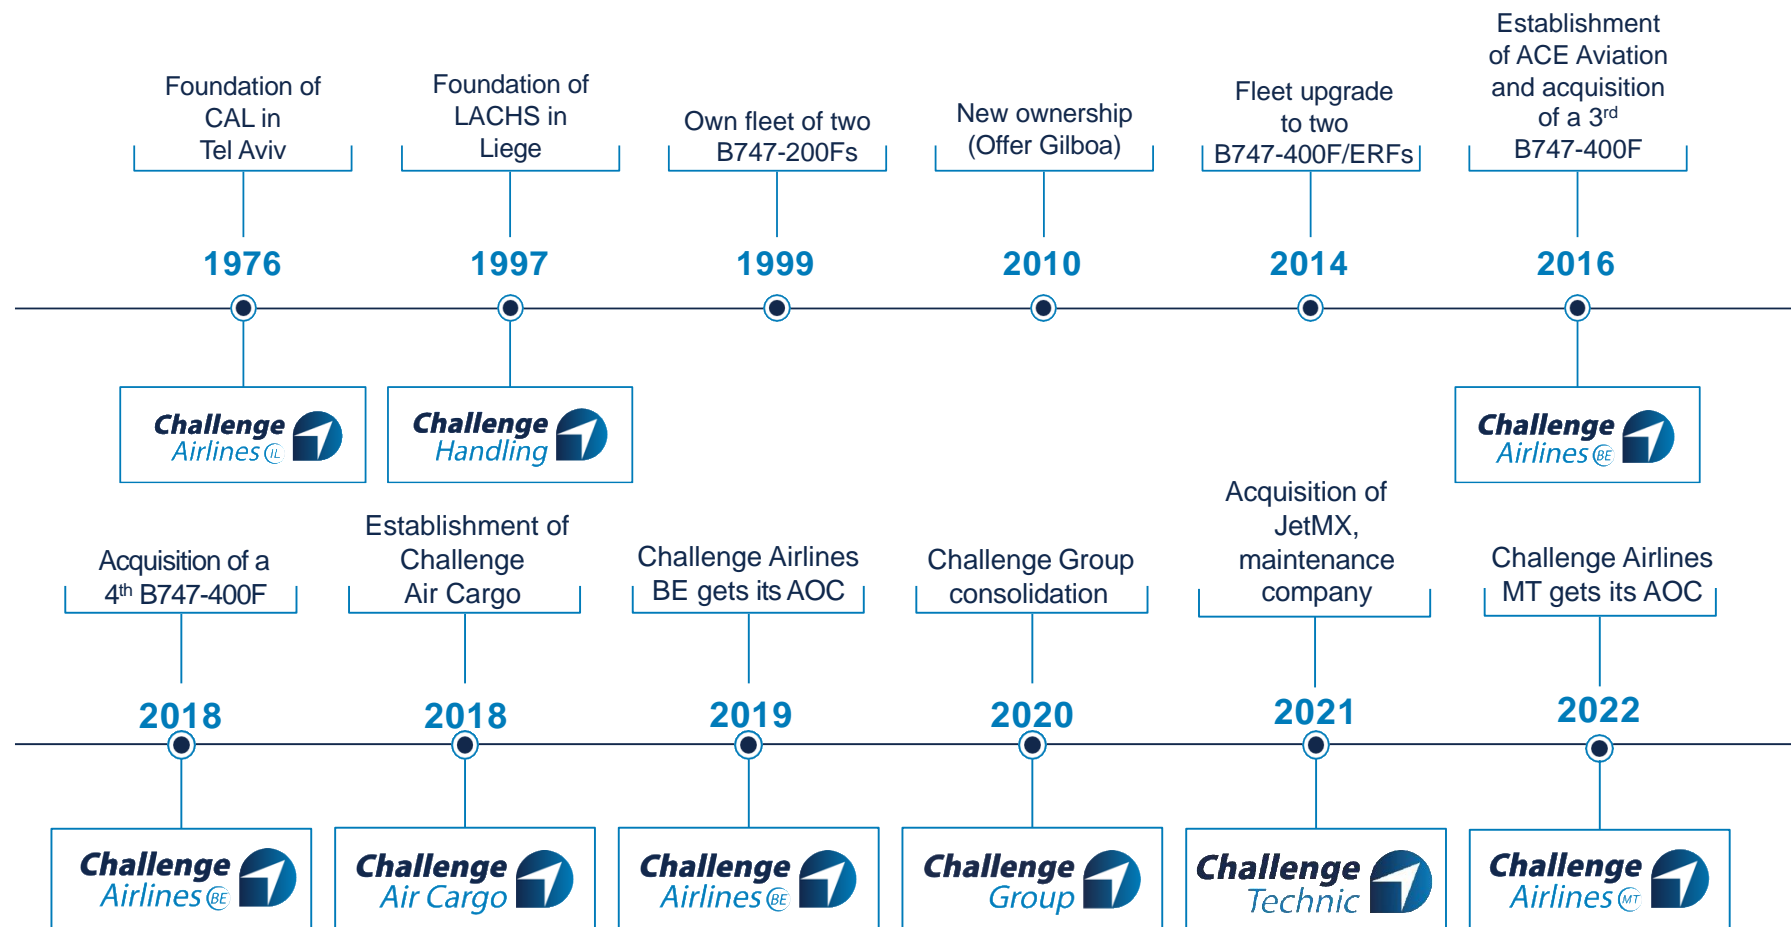 Foundation of
CAL in
Tel Aviv
1976
Challenge
Airlines IL
Foundation of
LACHS in
Liege
1997
Challenge
Handling
Own fleet of two
B747-200Fs
1999
New ownership
(Offer Gilboa)
2010
Fleet upgrade
to two
B747-400F/ERFs
2014
Establishment
of ACE Aviation
and acquisition
of a 3rd
B747-400F
2016
Challenge
Airlines BE
Acquisition of a
4th B747-400F
2018
Challenge
Airlines BE
Establishment of
Challenge
Air Cargo
2018
Challenge
Air Cargo
Challenge Airlines
BE gets its AOC
2019
Challenge
Airlines BE
Challenge Group
consolidation
2020
Challenge
Group
Acquisition of
JetMX,
maintenance
company
2021
Challenge
Technic
Challenge Airlines
MT gets its AOC
2022
Challenge
Airlines MT